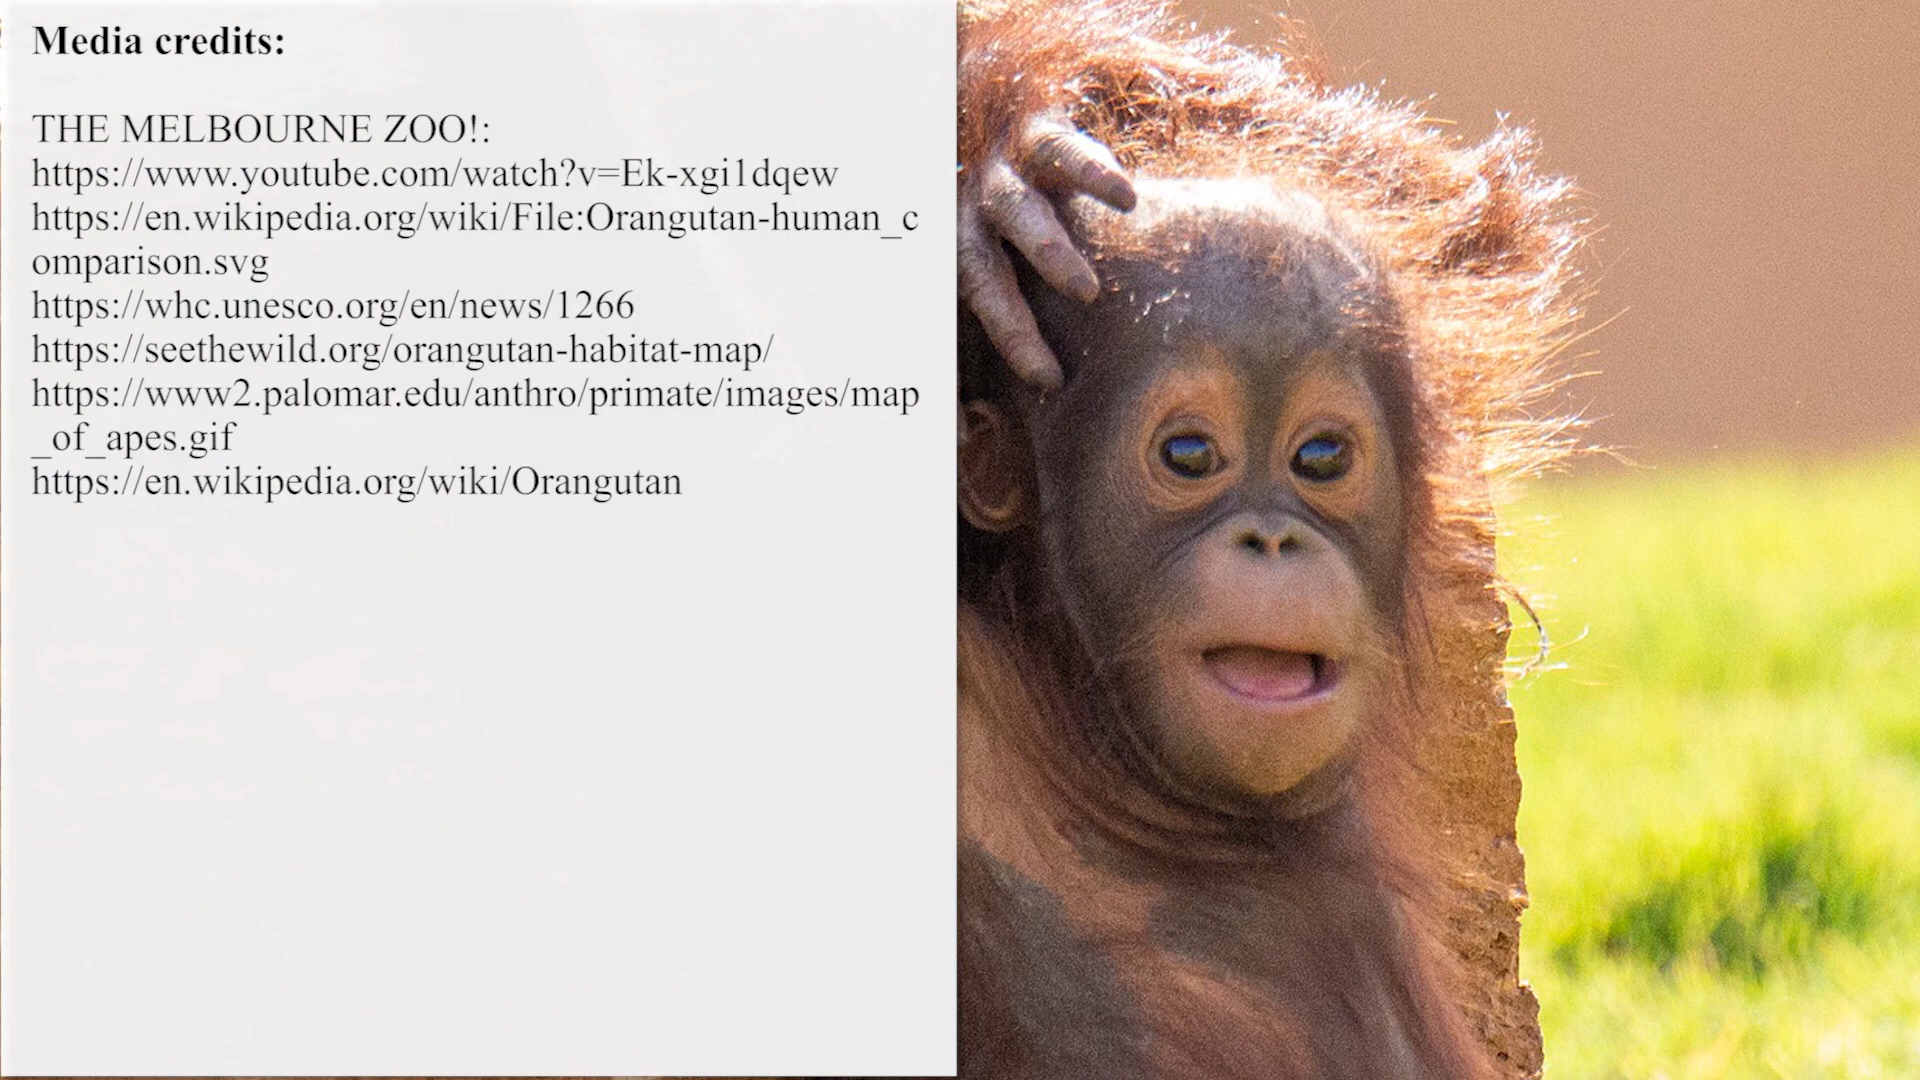 Media credits:
THE MELBOURNE ZOO!:
https://www.youtube.com/watch?v=Ek-xgi1dqew
https://en.wikipedia.org/wiki/File:Orangutan-human_c
omparison.svg
https://whc.unesco.org/en/news/1266
https://seethewild.org/orangutan-habitat-map/
https://www2.palomar.edu/anthro/primate/images/map
_of_apes.gif
https://en.wikipedia.org/wiki/Orangutan